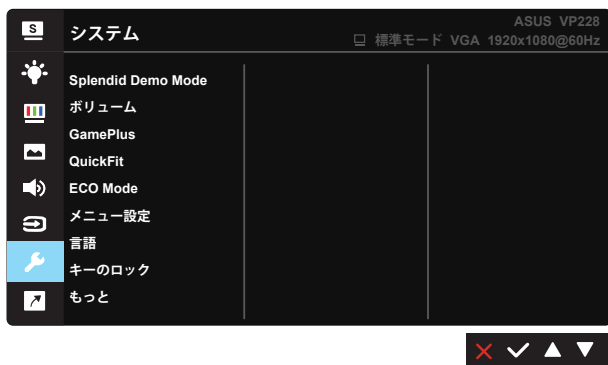 S
システム
ASUS VP228
標準モード VGA 1920x1080@60Hz
Splendid Demo Mode
ボリューム
GamePlus
QuickFit
ECO Mode
メニュー設定
言語
キーのロック
もっと